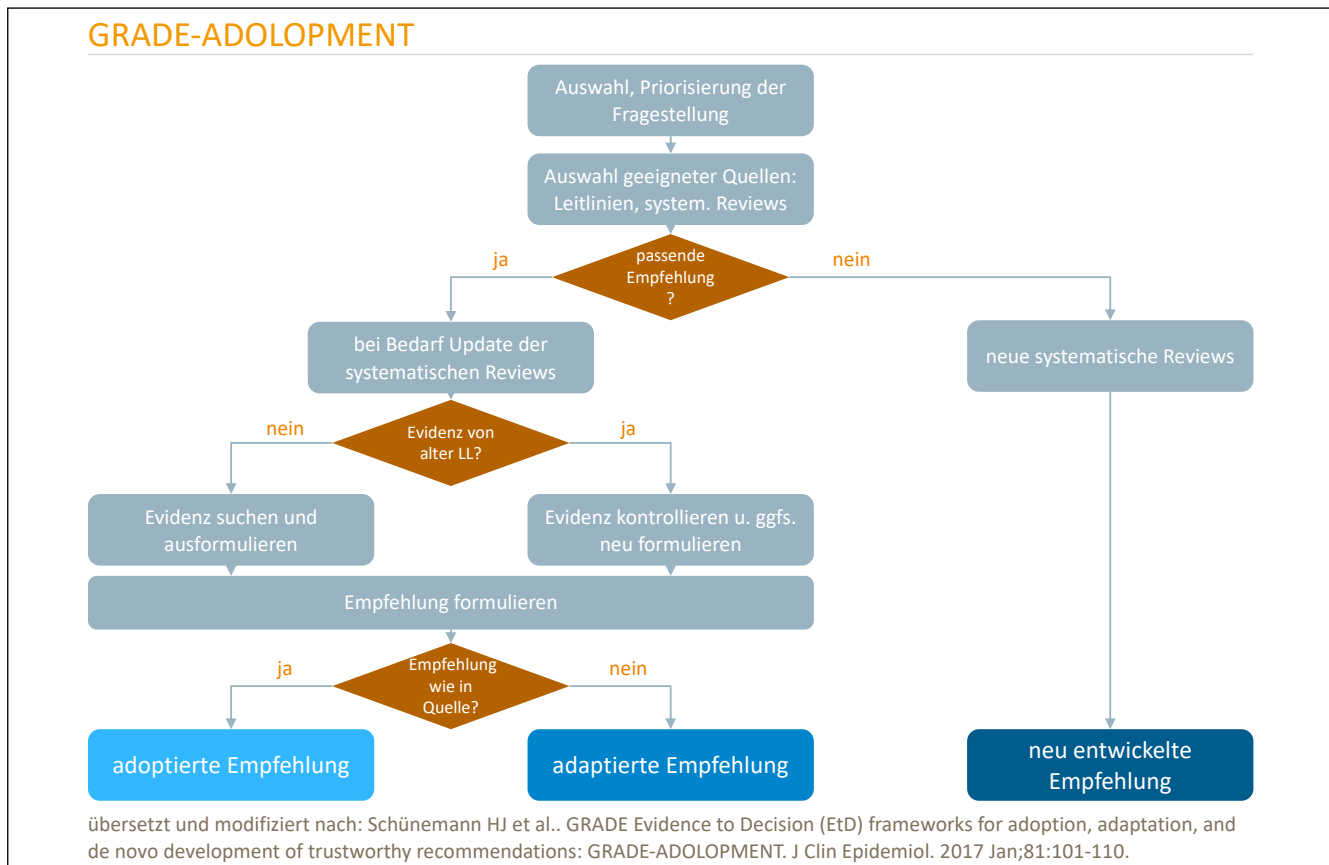 GRADE-ADOLOPMENT
Auswahl, Priorisierung der
Fragestellung
Auswahl geeigneter Quellen:
Leitlinien, system. Reviews
ja
passende
Empfehlung
?
nein
bei Bedarf Update der
systematischen Reviews
neue systematische Reviews
nein
Evidenz von
alter LL?
ja
Evidenz suchen und
ausformulieren
Evidenz kontrollieren u. ggfs.
neu formulieren
Empfehlung formulieren
ja
Empfehlung
wie in
Quelle?
nein
adoptierte Empfehlung
adaptierte Empfehlung
neu entwickelte
Empfehlung
übersetzt und modifiziert nach: Schünemann HJ et al.. GRADE Evidence to Decision (EtD) frameworks for adoption, adaptation, and
de novo development of trustworthy recommendations: GRADE-ADOLOPMENT. J Clin Epidemiol. 2017 Jan;81:101-110.